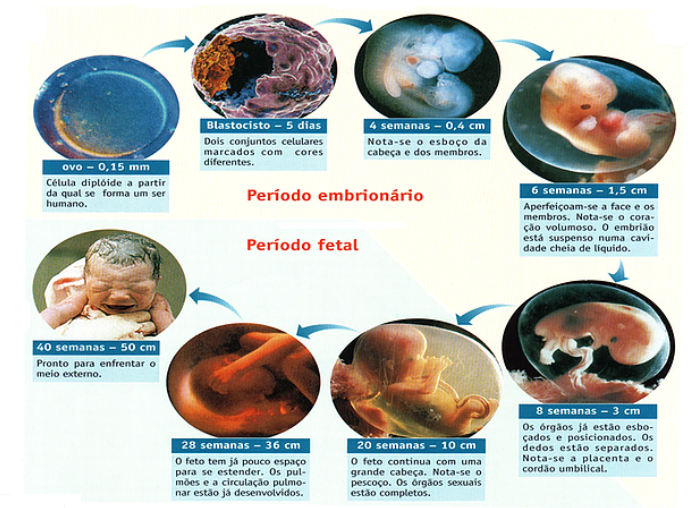 ovo – 0,15 mm
Célula diplóide a partir
da qual se forma um ser
humano.
Blastocisto – 5 dias
Dois conjuntos celulares
marcados com cores
diferentes.
4 semanas – 0,4 cm
Nota-se o esboço da
cabeça e dos membros.
6 semanas – 1,5 cm
Aperfeiçoam-se a face e os
membros. Nota-se o cora-
ção volumoso. O embrião
está suspenso numa cavi-
dade cheia de líquido.
Período embrionário
Período fetal
8 semanas – 3 cm
Os órgãos já estão esbo-
çados e posicionados. Os
dedos estão separados.
Nota-se a placenta e o
cordão umbilical.
20 semanas – 10 cm
O feto continua com uma
grande cabeça. Nota-se o
pescoço. Os órgãos sexuais
estão completos.
28 semanas – 36 cm
O feto tem já pouco espaço
para se estender. Os pul-
mões e a circulação pulmo-
nar estão já desenvolvidos.
40 semanas – 50 cm
Pronto para enfrentar o
meio externo.